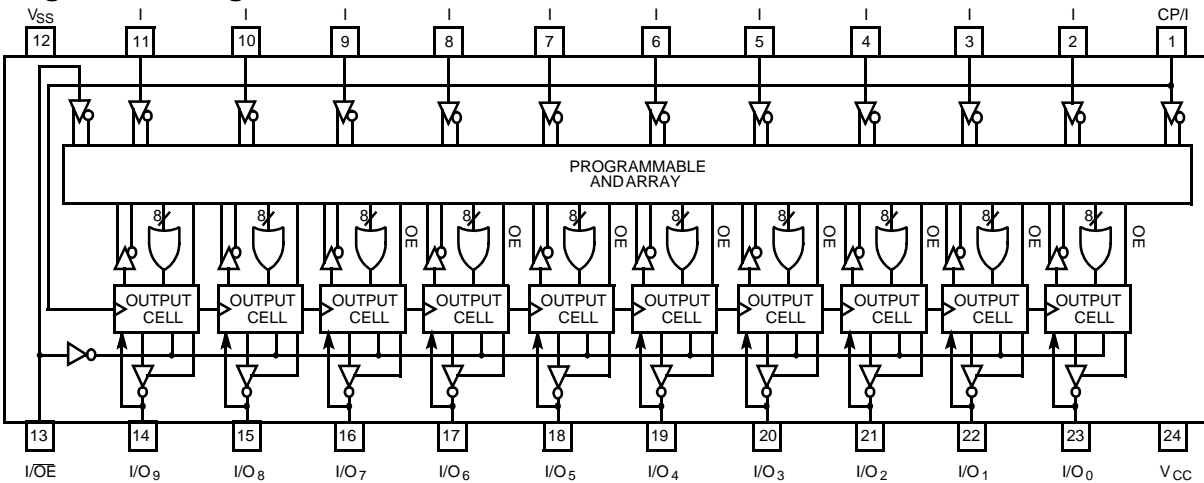 VSS I I I I I I I I I I CP/I
12 11 10 9 8 7 6 5 4 3 2 1
PROGRAMMABLE
ANDARRAY
8 8 8 8 8 8 8 8 8 8
OE OE OE OE OE OE OE OE
OUTPUT CELL
OUTPUT CELL
OUTPUT CELL
OUTPUT CELL
OUTPUT CELL
OUTPUT CELL
OUTPUT CELL
OUTPUT CELL
OUTPUT CELL
OUTPUT CELL
13 14 15 16 17 18 19 20 21 22 23 24
I/OE I/O9 I/O8 I/O7 I/O6 I/O5 I/O4 I/O3 I/O2 I/O1 I/O0 VCC